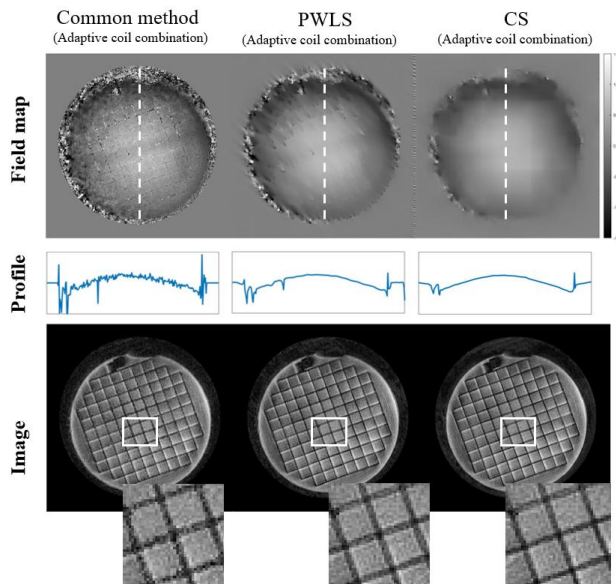 Common method
(Adaptive coil combination)
PWLS
(Adaptive coil combination)
CS
(Adaptive coil combination)
Field map
Profile
Image